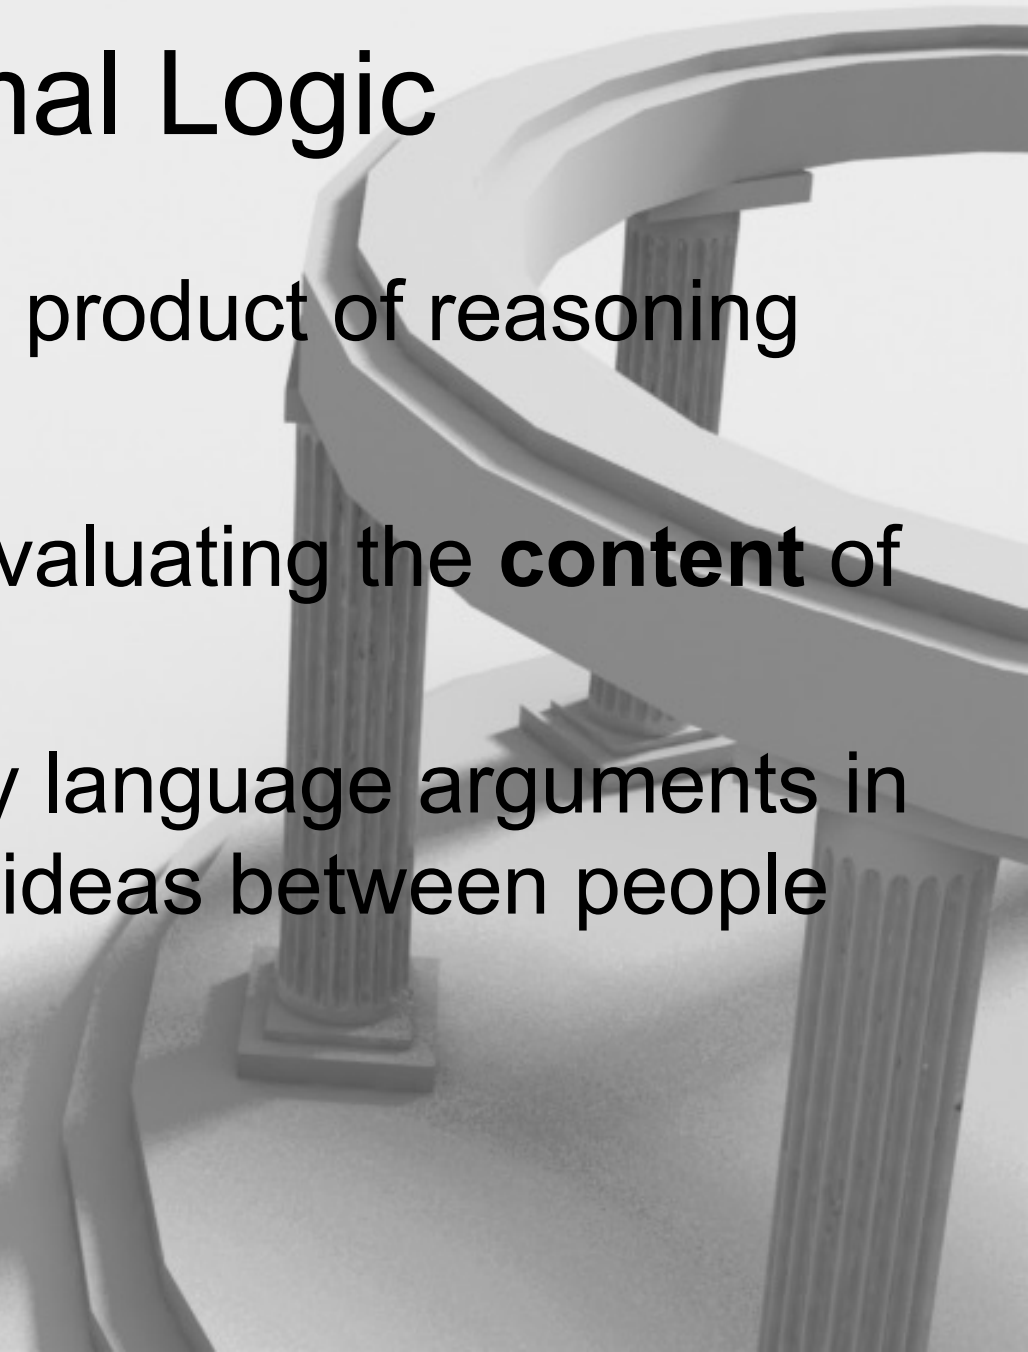 nal Logic
product of reasoning
valuating the content of
y language arguments in
ideas between people